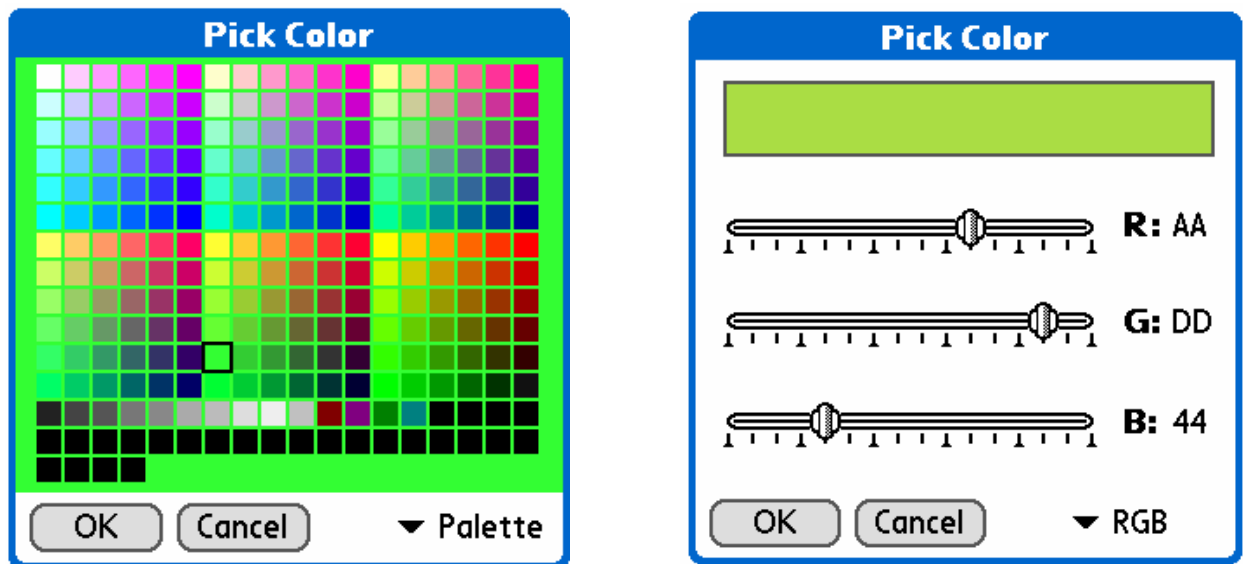 Pick Color
OK
Cancel
Palette
Pick Color
R: AA
G: DD
B: 44
OK
Cancel
RGB